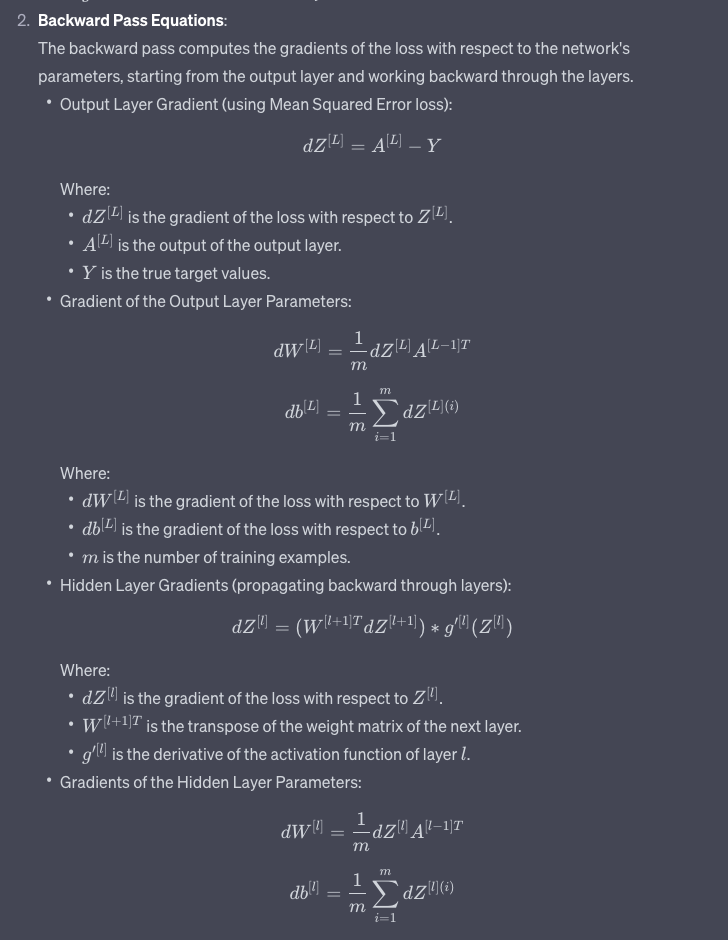 2. Backward Pass Equations:
The backward pass computes the gradients of the loss with respect to the network's
parameters, starting from the output layer and working backward through the layers.
• Output Layer Gradient (using Mean Squared Error loss):
dZ^{[L]} = A^{[L]} − Y
Where:
• dZ^{[L]} is the gradient of the loss with respect to Z^{[L]}.
• A^{[L]} is the output of the output layer.
• Y is the true target values.
• Gradient of the Output Layer Parameters:
dW^{[L]} = \frac{1}{m} dZ^{[L]} A^{[L−1]T}
db^{[L]} = \frac{1}{m} \sum_{i=1}^{m} dZ^{[L](i)}
Where:
• dW^{[L]} is the gradient of the loss with respect to W^{[L]}.
• db^{[L]} is the gradient of the loss with respect to b^{[L]}.
• m is the number of training examples.
• Hidden Layer Gradients (propagating backward through layers):
dZ^{[l]} = (W^{[l+1]T} dZ^{[l+1]}) ∗ g'^{[l]}(Z^{[l]})
Where:
• dZ^{[l]} is the gradient of the loss with respect to Z^{[l]}.
• W^{[l+1]T} is the transpose of the weight matrix of the next layer.
• g'^{[l]} is the derivative of the activation function of layer l.
• Gradients of the Hidden Layer Parameters:
dW^{[l]} = \frac{1}{m} dZ^{[l]} A^{[l−1]T}
db^{[l]} = \frac{1}{m} \sum_{i=1}^{m} dZ^{[l](i)}